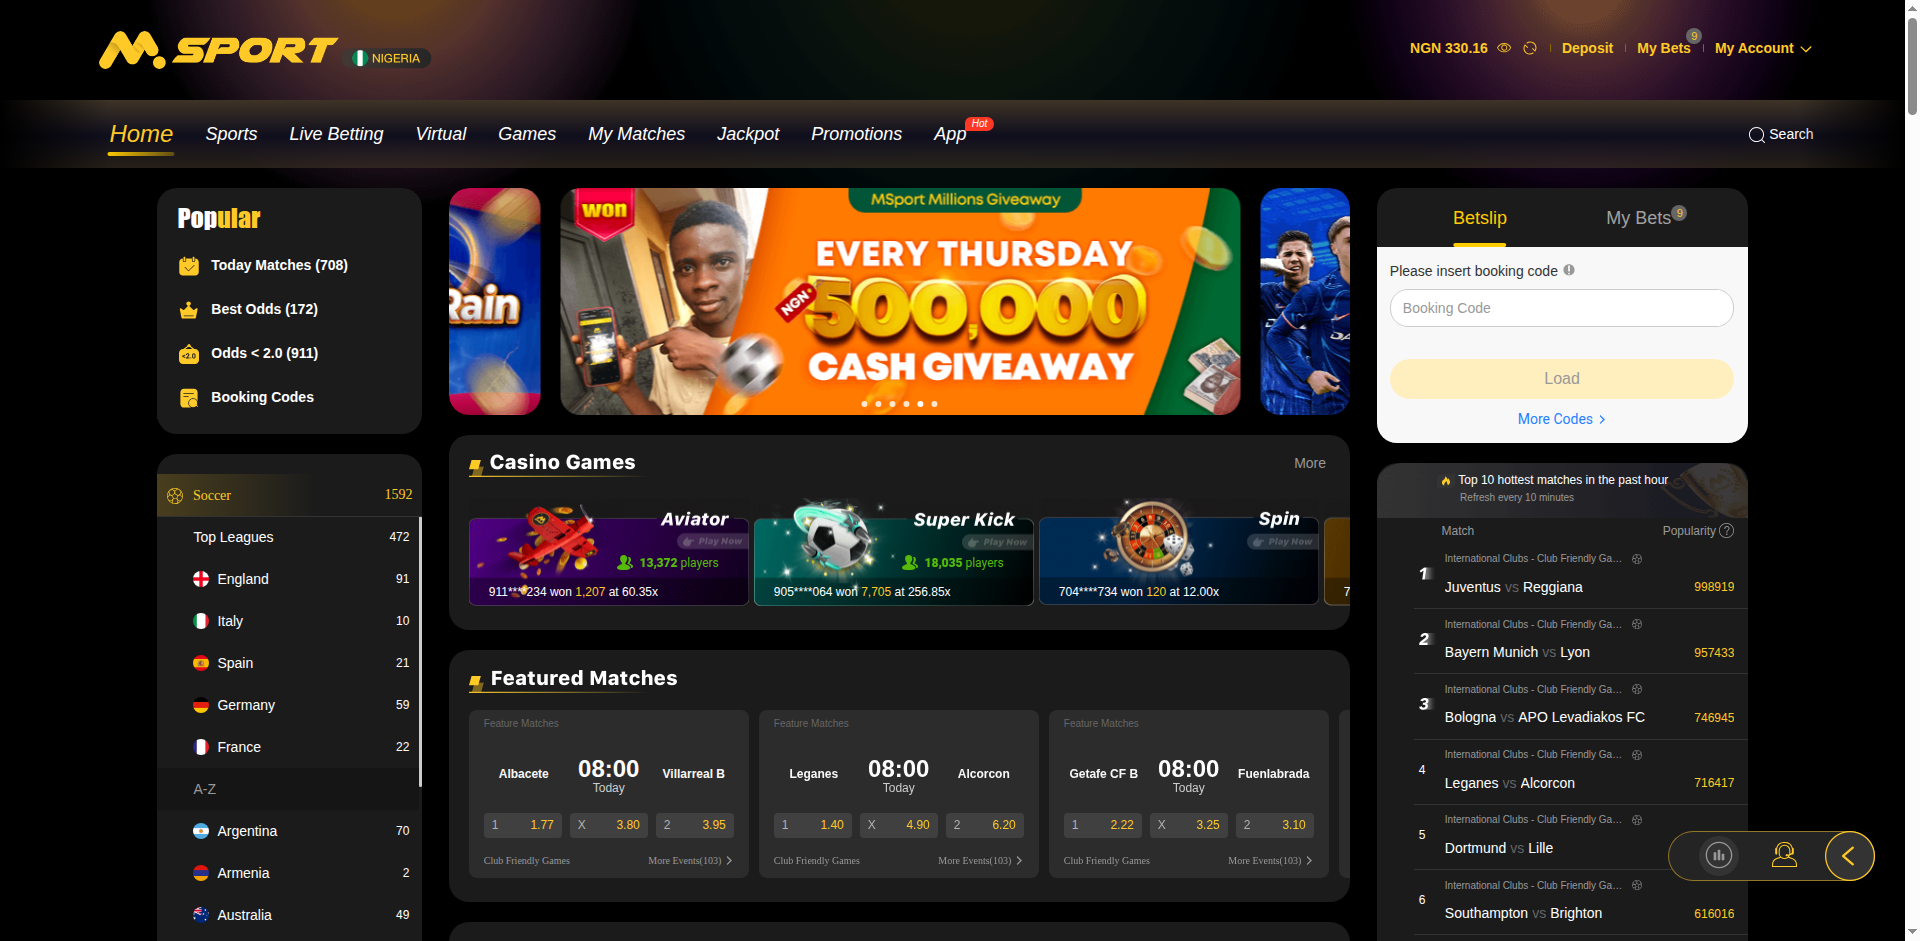 M.SPORT
NIGERIA
NGN 330.16
Deposit
My Bets
9
My Account
Home
Sports
Live Betting
Virtual
Games
My Matches
Jackpot
Promotions
App
Hot
Search
Popular
Today Matches (708)
Best Odds (172)
<2.0
Odds < 2.0 (911)
Booking Codes
Soccer
1592
Top Leagues
472
England
91
Italy
10
Spain
21
Germany
59
France
22
A-Z
Argentina
70
Armenia
2
Australia
49
Rain
won
MSport Millions Giveaway
EVERY THURSDAY
NGN
500,000
CASH GIVEAWAY
Casino Games
More
Aviator
Play Now
13,372 players
911****234 won 1,207 at 60.35x
Super Kick
Play Now
18,035 players
905****064 won 7,705 at 256.85x
Spin
Play Now
704****734 won 120 at 12.00x
7
Featured Matches
Feature Matches
Albacete
08:00
Today
Villarreal B
1 1.77
X 3.80
2 3.95
Club Friendly Games
More Events(103)
Feature Matches
Leganes
08:00
Today
Alcorcon
1 1.40
X 4.90
2 6.20
Club Friendly Games
More Events(103)
Feature Matches
Getafe CF B
08:00
Today
Fuenlabrada
1 2.22
X 3.25
2 3.10
Club Friendly Games
More Events(103)
Betslip
My Bets
9
Please insert booking code
Booking Code
Load
More Codes
Top 10 hottest matches in the past hour
Refresh every 10 minutes
Match
Popularity ?
1
International Clubs - Club Friendly Ga...
Juventus vs Reggiana
998919
2
International Clubs - Club Friendly Ga...
Bayern Munich vs Lyon
957433
3
International Clubs - Club Friendly Ga...
Bologna vs APO Levadiakos FC
746945
4
International Clubs - Club Friendly Ga...
Leganes vs Alcorcon
716417
5
International Clubs - Club Friendly Ga...
Dortmund vs Lille
6
International Clubs - Club Friendly Ga...
Southampton vs Brighton
616016